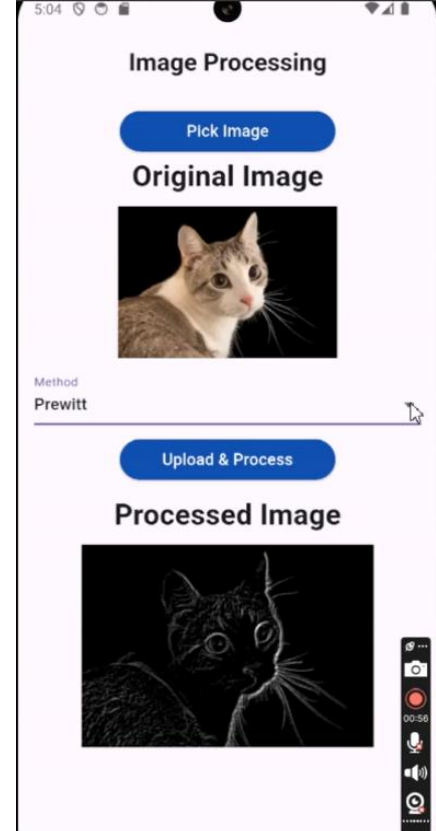 5:04
Image Processing
Pick Image
Original Image
Method
Prewitt
Upload & Process
Processed Image
00:56